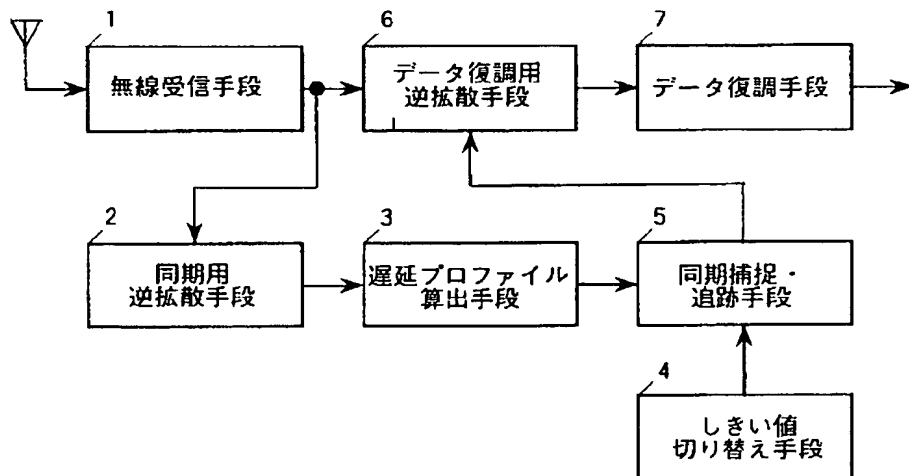 1
無線受信手段
6
データ復調用
逆拡散手段
7
データ復調手段
2
同期用
逆拡散手段
3
遅延プロファイル
算出手段
5
同期捕捉・
追跡手段
4
しきい値
切り替え手段